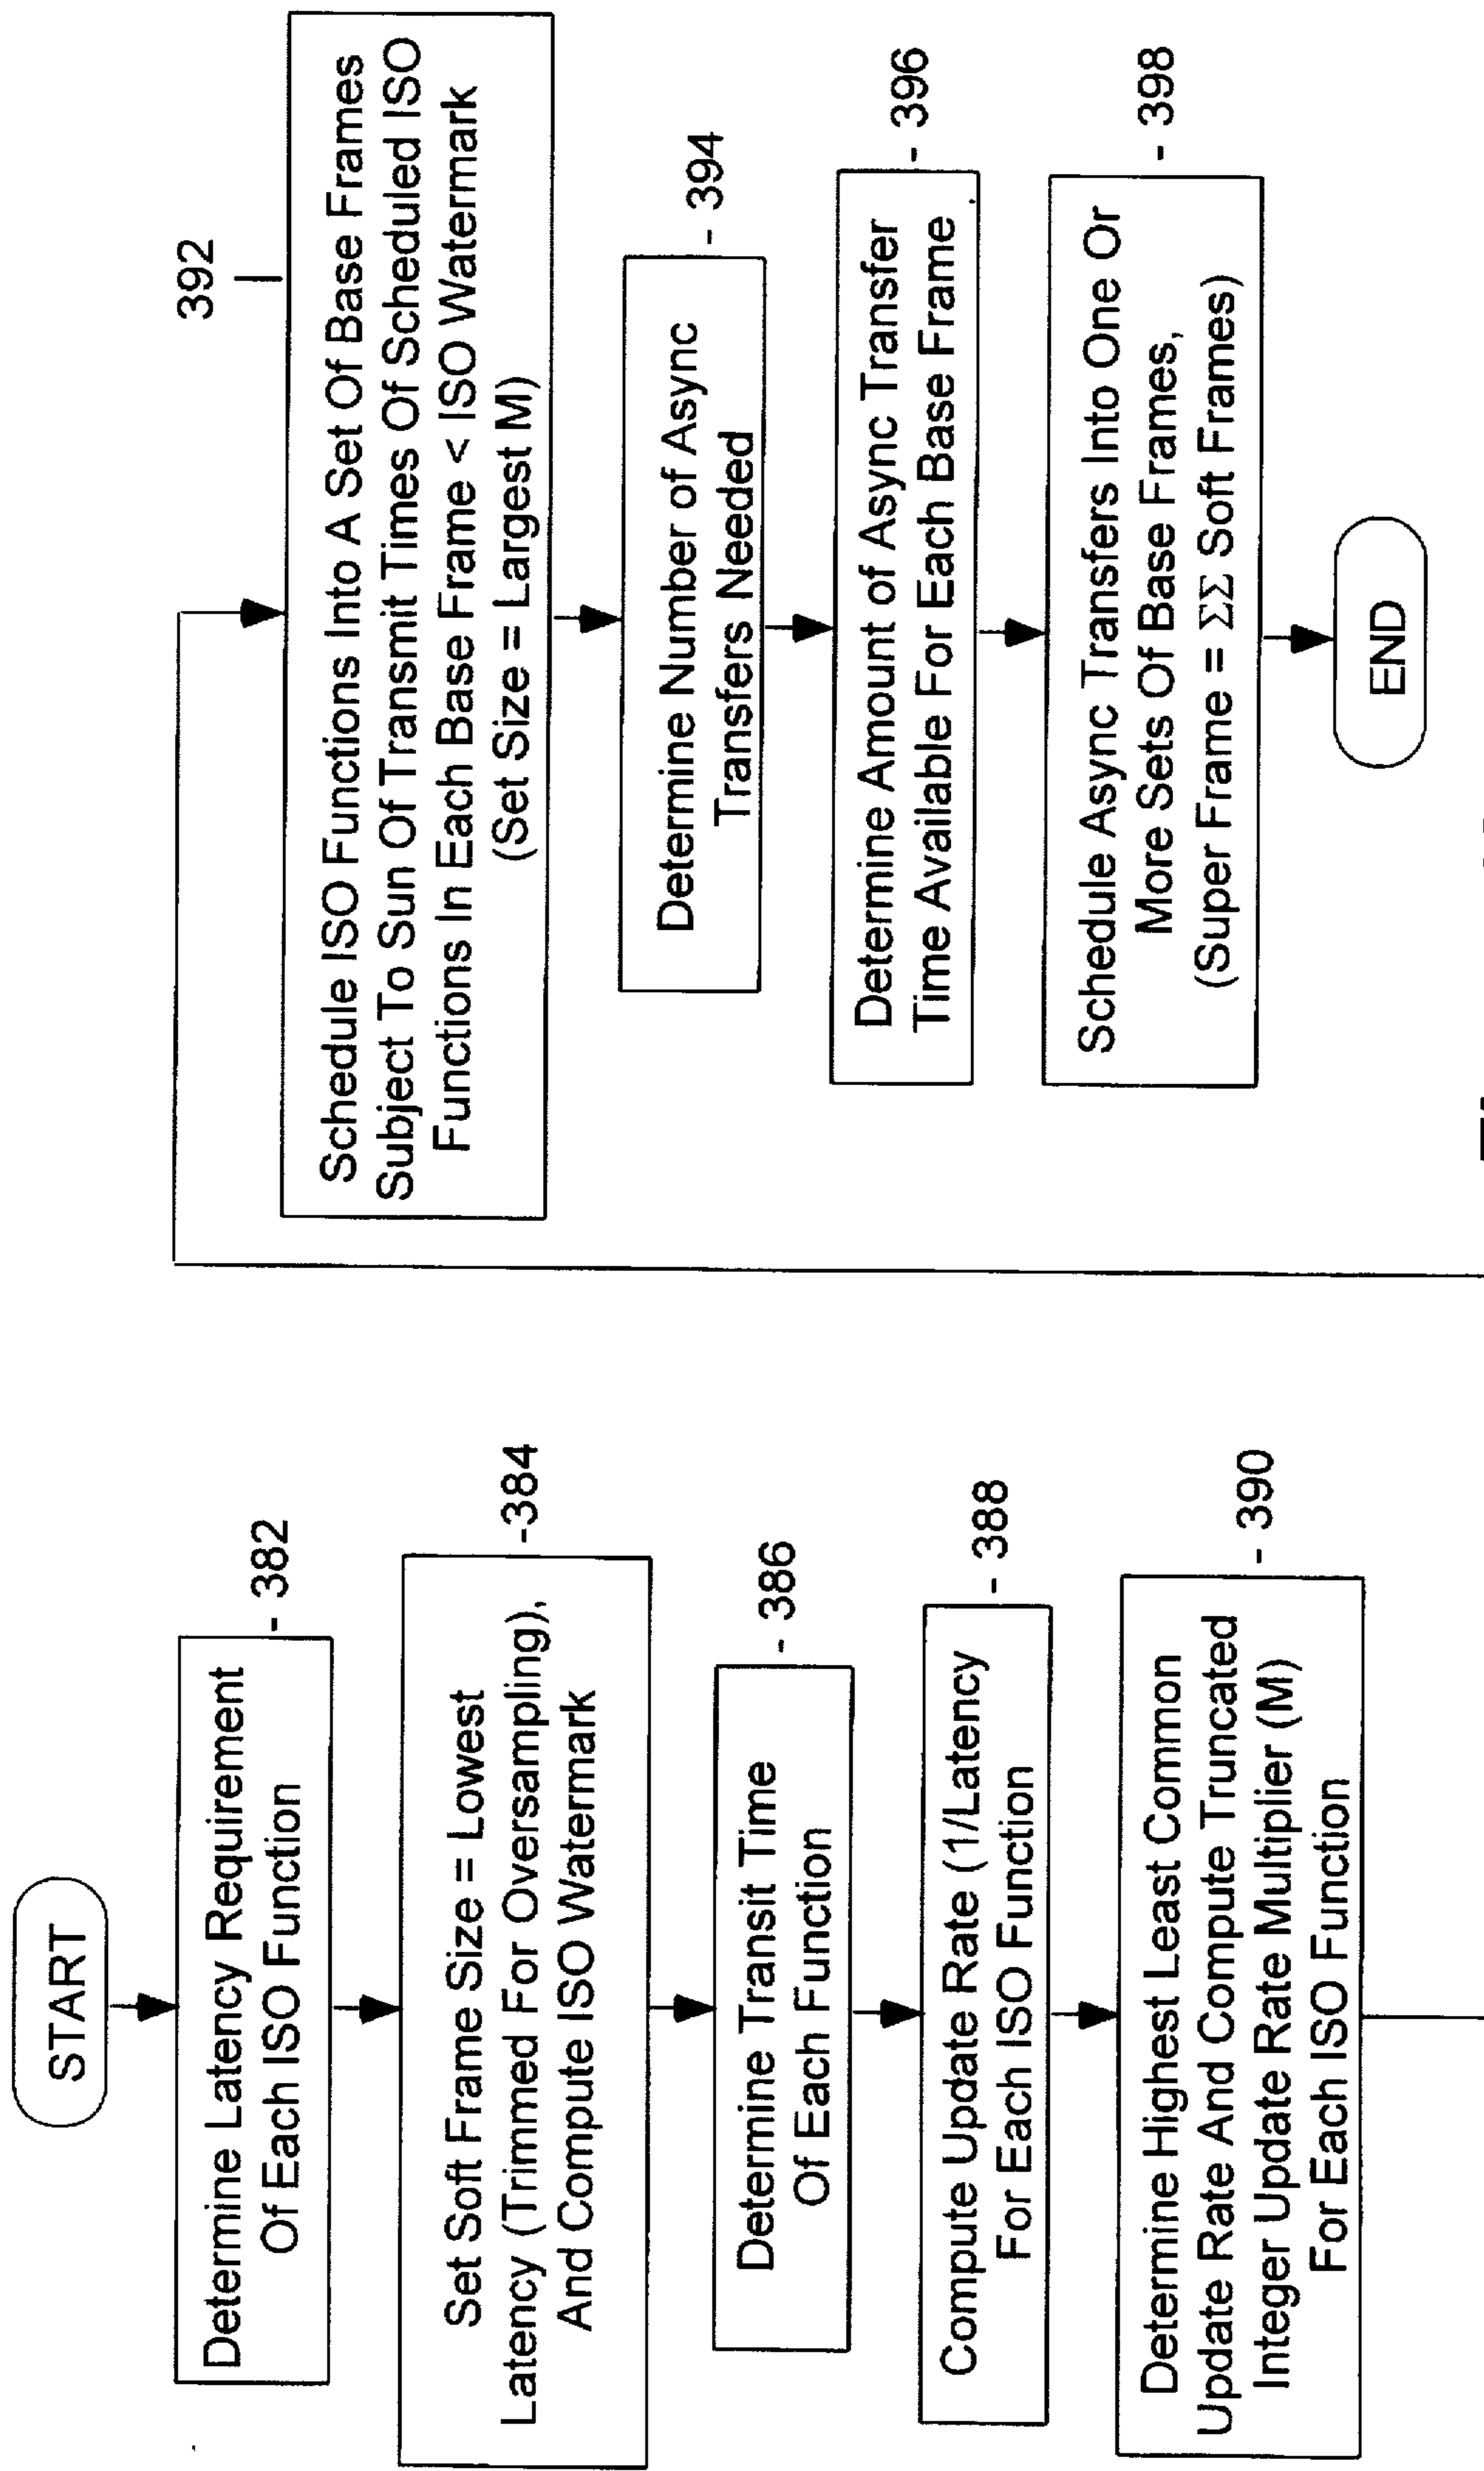 START
Determine Latency Requirement
Of Each ISO Function
- 382
Set Soft Frame Size = Lowest
Latency (Trimmed For Oversampling),
And Compute ISO Watermark
-384
Determine Transit Time
Of Each Function
- 386
Compute Update Rate (1/Latency
For Each ISO Function
- 388
Determine Highest Least Common
Update Rate And Compute Truncated
Integer Update Rate Multiplier (M)
For Each ISO Function
- 390
392
Schedule ISO Functions Into A Set Of Base Frames
Subject To Sun Of Transmit Times Of Scheduled ISO
Functions In Each Base Frame < ISO Watermark
(Set Size = Largest M)
Determine Number of Async
Transfers Needed
- 394
Determine Amount of Async Transfer
Time Available For Each Base Frame
- 396
Schedule Async Transfers Into One Or
More Sets Of Base Frames,
(Super Frame = ΣΣ Soft Frames)
- 398
END